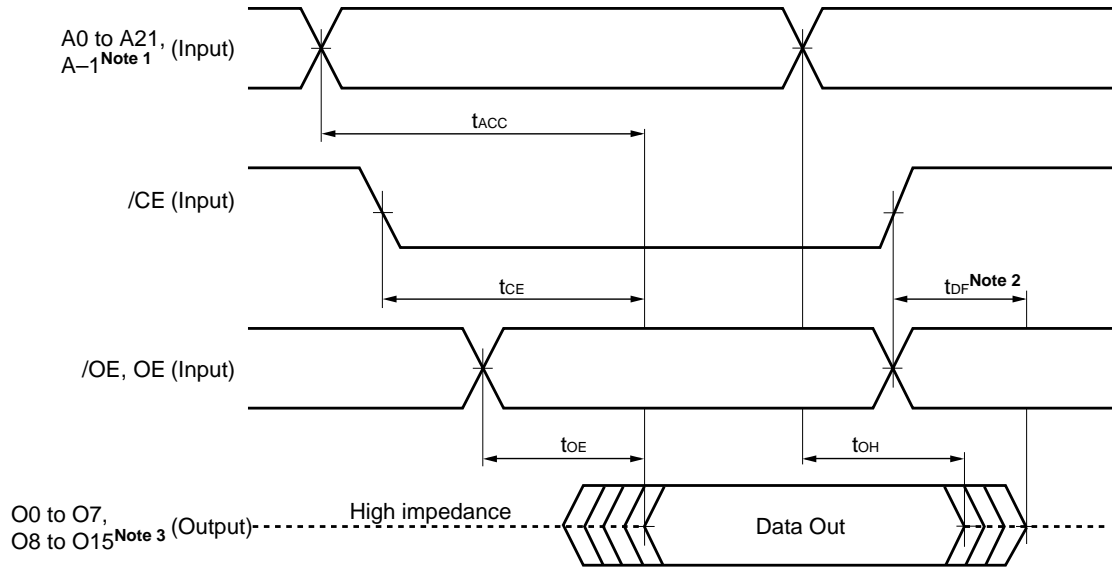 A0 to A21,
A–1Note 1 (Input)
tACC
/CE (Input)
tCE
tDFNote 2
/OE, OE (Input)
tOE
tOH
O0 to O7,
O8 to O15Note 3 (Output)
High impedance
Data Out